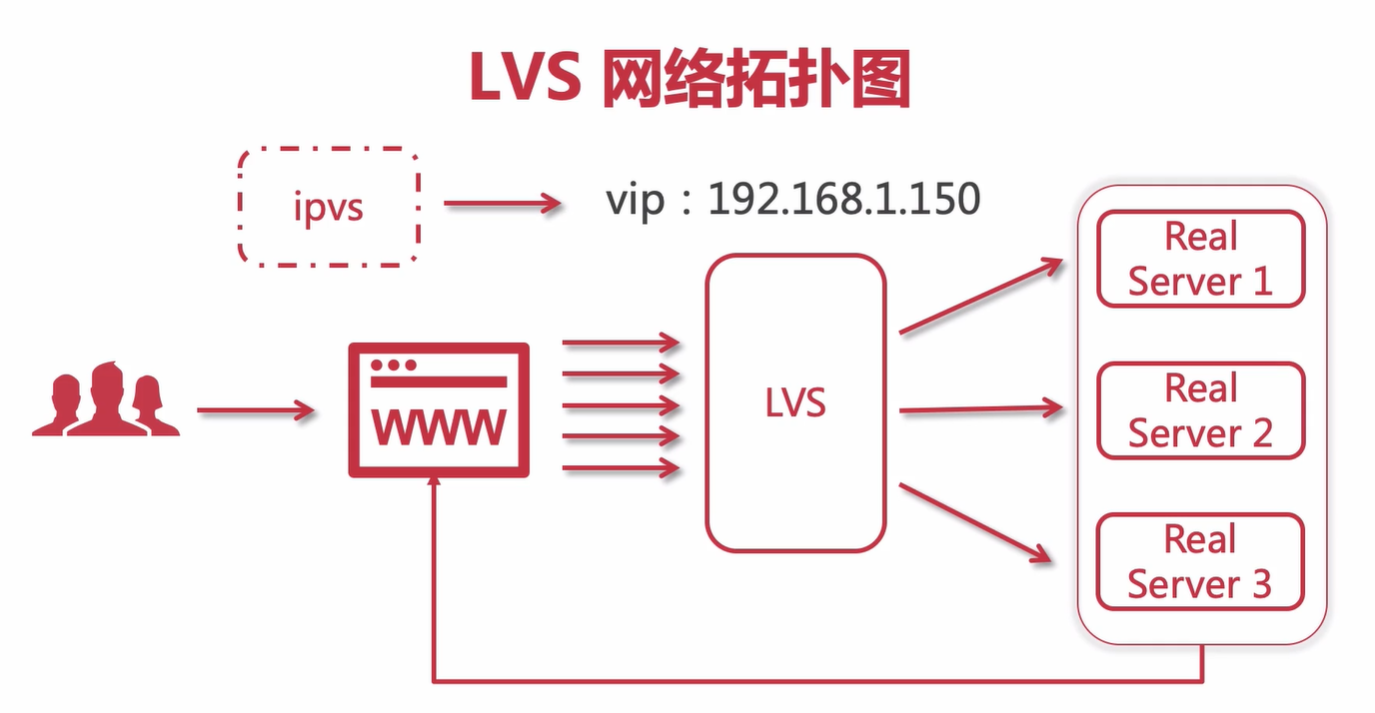 LVS 网络拓扑图
ipvs
vip：192.168.1.150
WWW
LVS
Real
Server 1
Real
Server 2
Real
Server 3